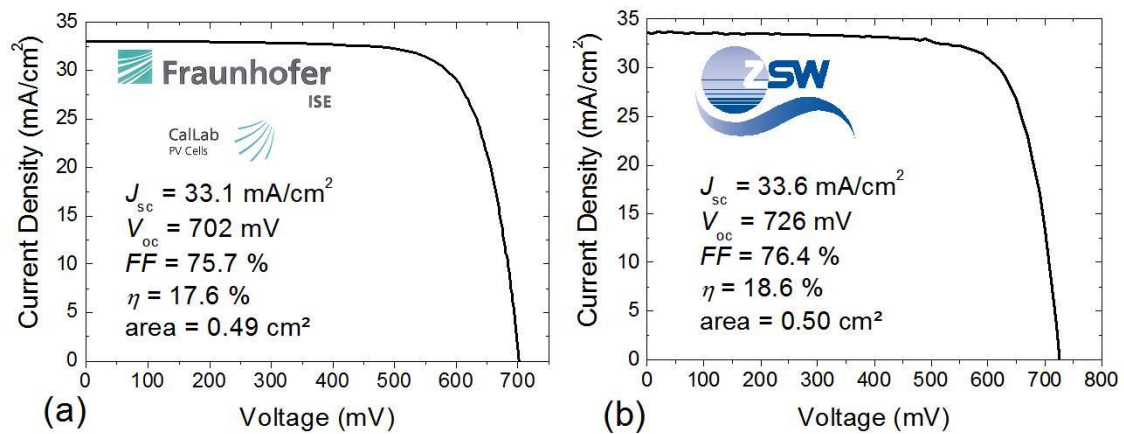 35
30
25
20
15
10
5
0
Current Density (mA/cm²)
Fraunhofer
ISE
CalLab
PV Cells
Jsc = 33.1 mA/cm²
Voc = 702 mV
FF = 75.7 %
η = 17.6 %
area = 0.49 cm²
0 100 200 300 400 500 600 700
Voltage (mV)
(a)
35
30
25
20
15
10
5
0
Current Density (mA/cm²)
ZSW
Jsc = 33.6 mA/cm²
Voc = 726 mV
FF = 76.4 %
η = 18.6 %
area = 0.50 cm²
0 100 200 300 400 500 600 700 800
Voltage (mV)
(b)